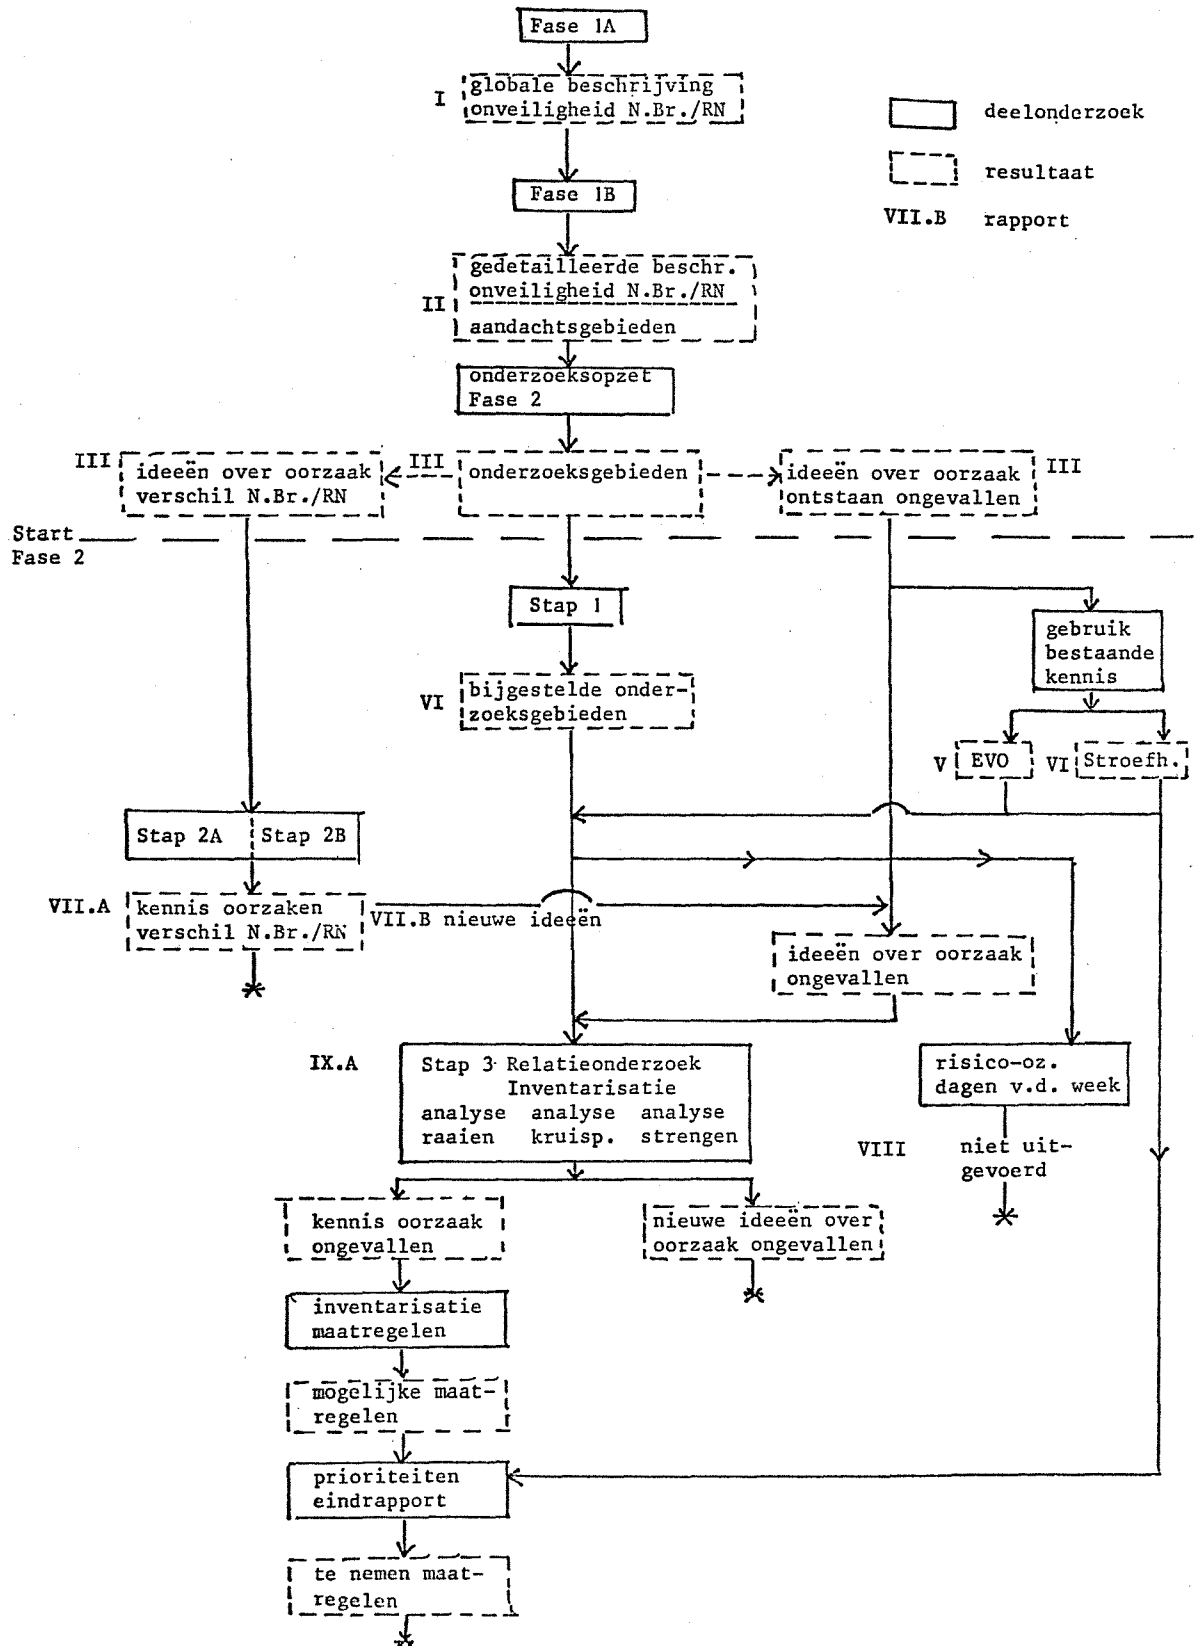 Fase 1A
I
globale beschrijving
onveiligheid N.Br./RN
deelonderzoek
resultaat
VII.B rapport
Fase 1B
II
gedetailleerde beschr.
onveiligheid N.Br./RN
aandachtsgebieden
onderzoeksopzet
Fase 2
III
ideeën over oorzaak
verschil N.Br./RN
III
onderzoeksgebieden
ideeën over oorzaak
ontstaan ongevallen
III
Start
Fase 2
Stap 1
gebruik
bestaande
kennis
VI
bijgestelde onder-
zoeksgebieden
V
EVO
VI
Stroefh.
Stap 2A
Stap 2B
VII.A
kennis oorzaken
verschil N.Br./RN
VII.B nieuwe ideeën
ideeën over oorzaak
ongevallen
IX.A
Stap 3 Relatieonderzoek
Inventarisatie
analyse analyse analyse
raaien kruisp. strengen
risico-oz.
dagen v.d. week
VIII
niet uit-
gevoerd
kennis oorzaak
ongevallen
nieuwe ideeën over
oorzaak ongevallen
inventarisatie
maatregelen
mogelijke maat-
regelen
prioriteiten
eindrapport
te nemen maat-
regelen